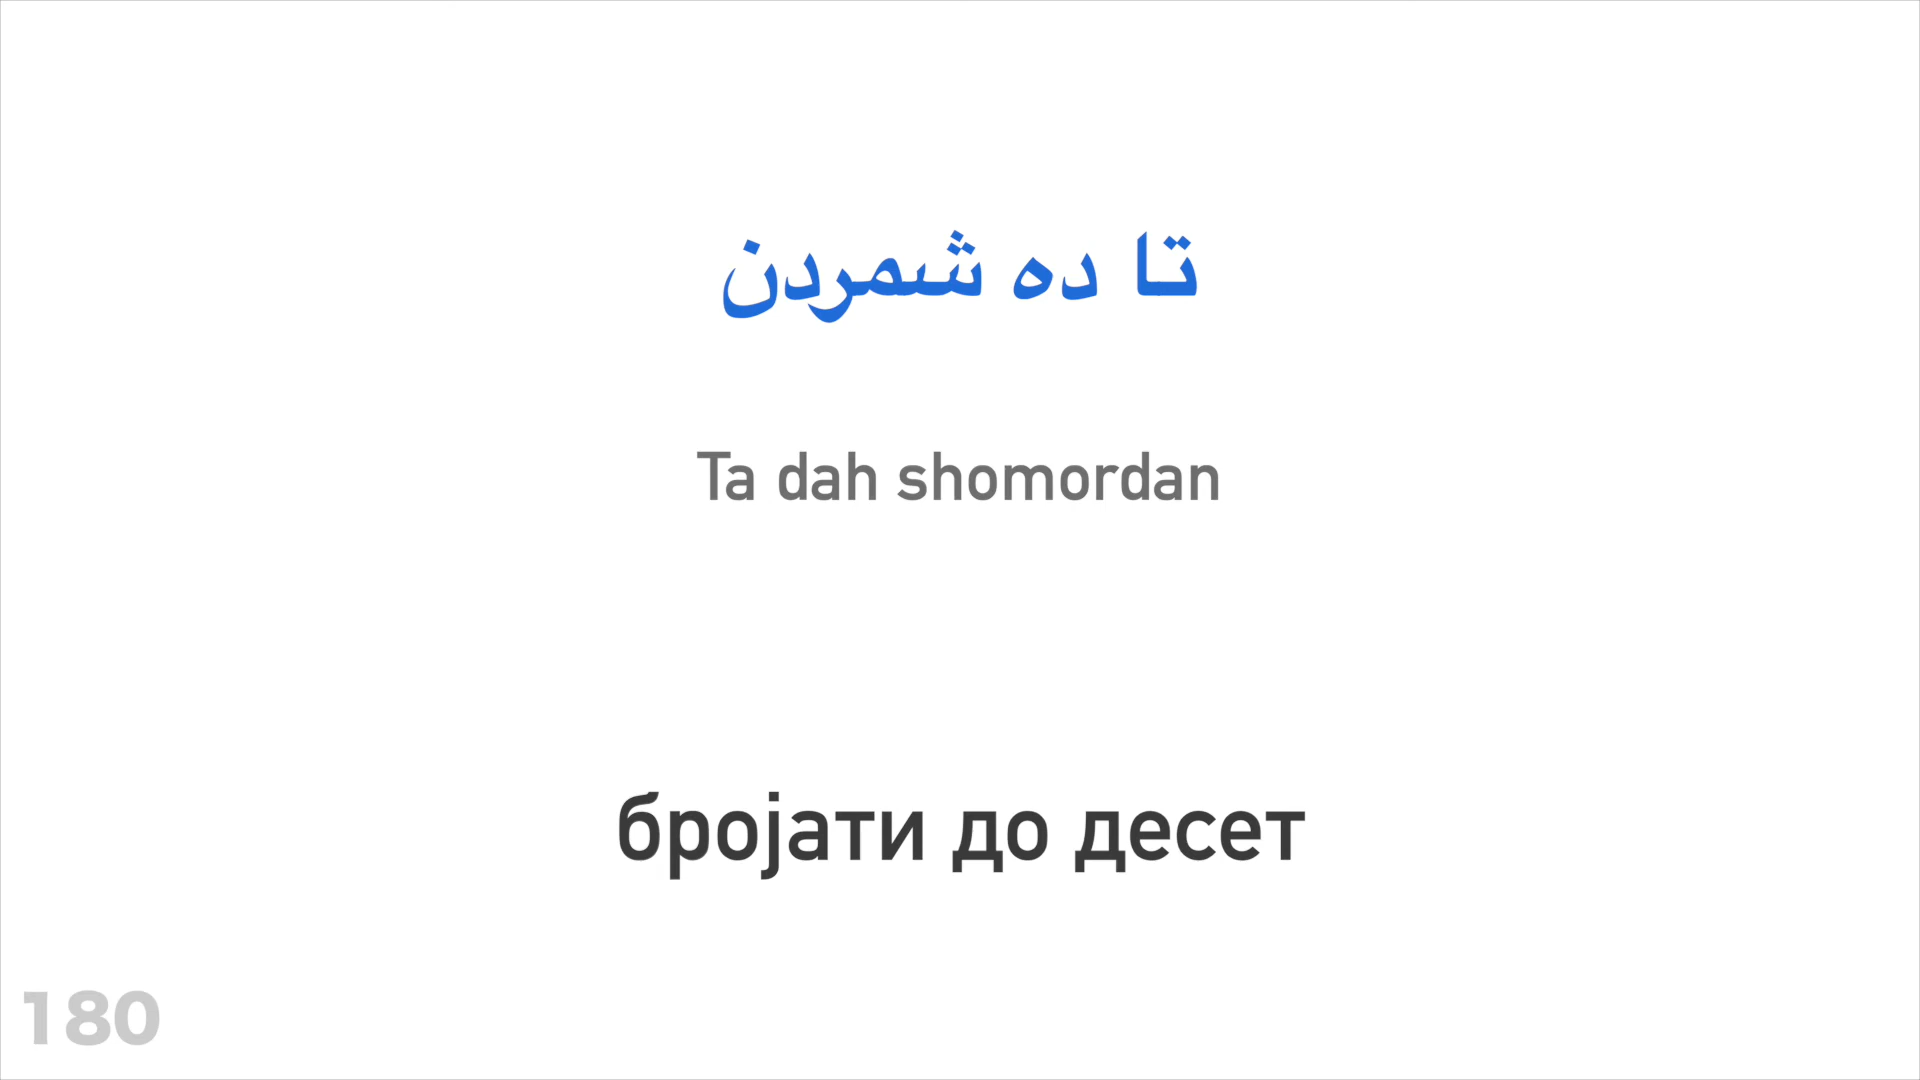 تا ده شمردن
Ta dah shomordan
бројати до десет
180